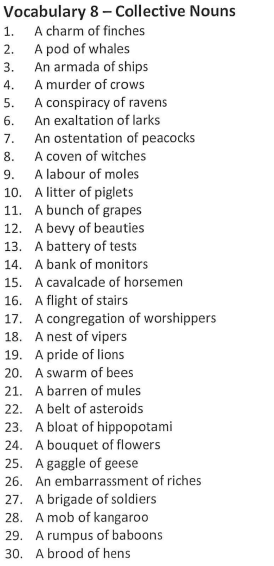 Vocabulary 8 – Collective Nouns
1. A charm of finches
2. A pod of whales
3. An armada of ships
4. A murder of crows
5. A conspiracy of ravens
6. An exaltation of larks
7. An ostentation of peacocks
8. A coven of witches
9. A labour of moles
10. A litter of piglets
11. A bunch of grapes
12. A bevy of beauties
13. A battery of tests
14. A bank of monitors
15. A cavalcade of horsemen
16. A flight of stairs
17. A congregation of worshippers
18. A nest of vipers
19. A pride of lions
20. A swarm of bees
21. A barren of mules
22. A belt of asteroids
23. A bloat of hippopotami
24. A bouquet of flowers
25. A gaggle of geese
26. An embarrassment of riches
27. A brigade of soldiers
28. A mob of kangaroo
29. A rumpus of baboons
30. A brood of hens